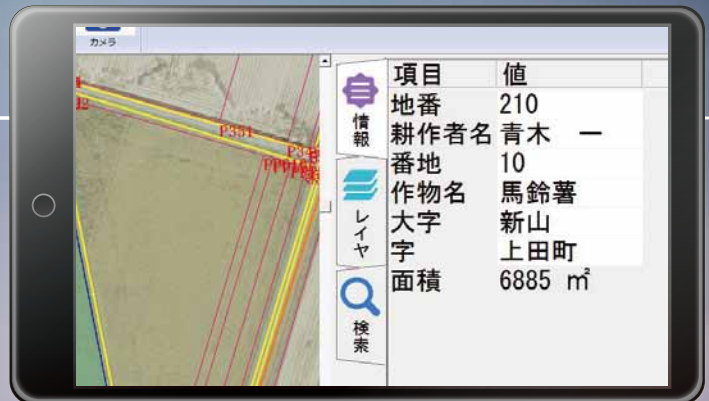 カメラ
P351
情報
レイヤ
検索
項目 値
地番 210
耕作者名 青木 一
番地 10
作物名 馬鈴薯
大字 新山
字 上田町
面積 6885 ㎡